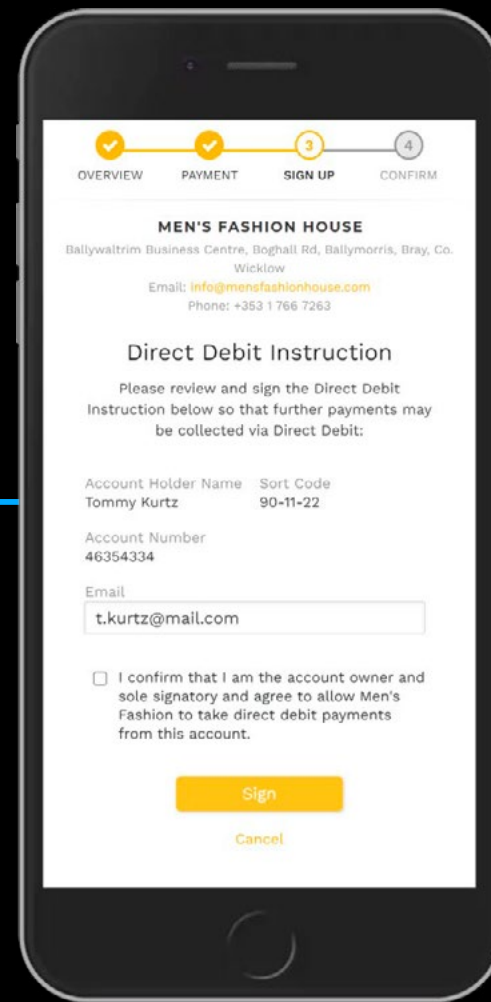 3
4
OVERVIEW PAYMENT SIGN UP CONFIRM
MEN'S FASHION HOUSE
Ballywaltrim Business Centre, Boghall Rd, Ballymorris, Bray, Co.
Wicklow
Email: info@mensfashionhouse.com
Phone: +353 1 766 7263
Direct Debit Instruction
Please review and sign the Direct Debit
Instruction below so that further payments may
be collected via Direct Debit:
Account Holder Name Sort Code
Tommy Kurtz 90-11-22
Account Number
46354334
Email
t.kurtz@mail.com
I confirm that I am the account owner and
sole signatory and agree to allow Men's
Fashion to take direct debit payments
from this account.
Sign
Cancel